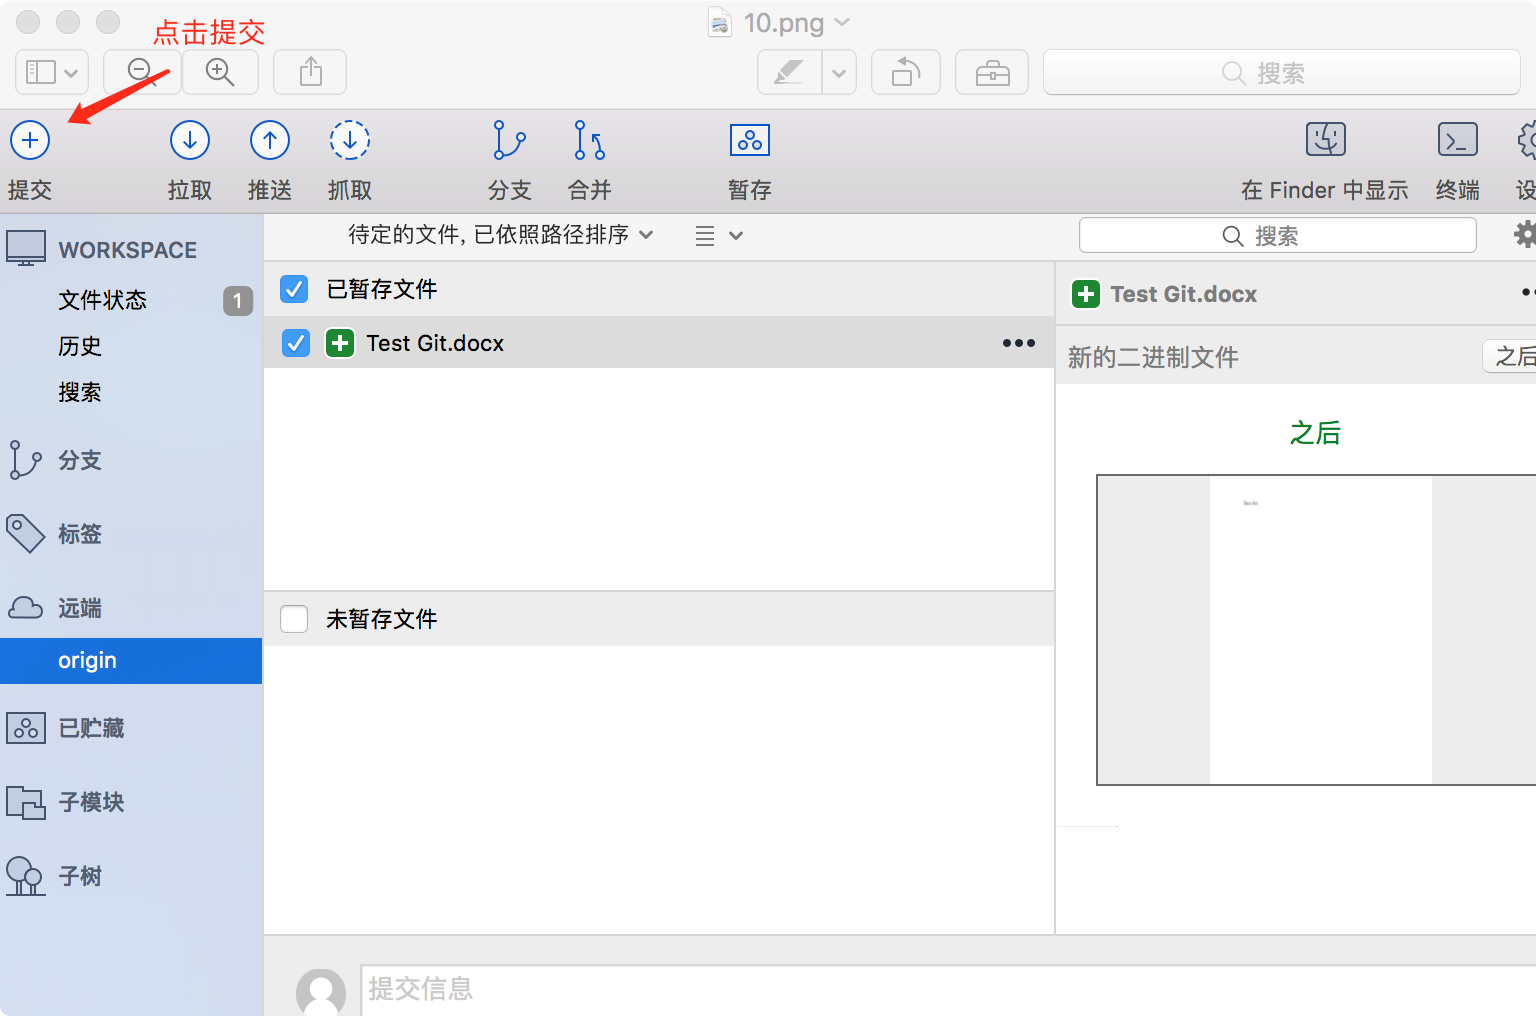 10.png
点击提交
搜索
提交
拉取
推送
抓取
分支
合并
暂存
在 Finder 中显示
终端
设
WORKSPACE
文件状态
1
历史
搜索
分支
标签
远端
origin
已贮藏
子模块
子树
待定的文件, 已依照路径排序
搜索
已暂存文件
Test Git.docx
未暂存文件
Test Git.docx
新的二进制文件
之后
之后
提交信息